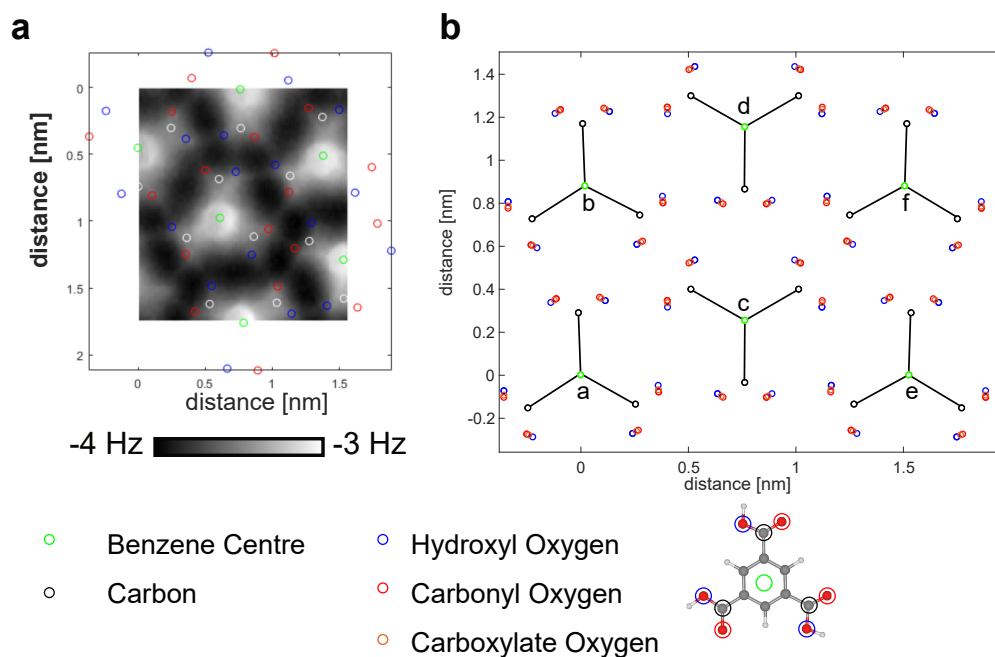 a
b
distance [nm]
0
0.5
1
1.5
2
0
0.5
1
1.5
distance [nm]
-4 Hz
-3 Hz
distance [nm]
1.4
1.2
1
0.8
0.6
0.4
0.2
0
-0.2
0
0.5
1
1.5
distance [nm]
d
b
f
c
a
e
Benzene Centre
Carbon
Hydroxyl Oxygen
Carbonyl Oxygen
Carboxylate Oxygen